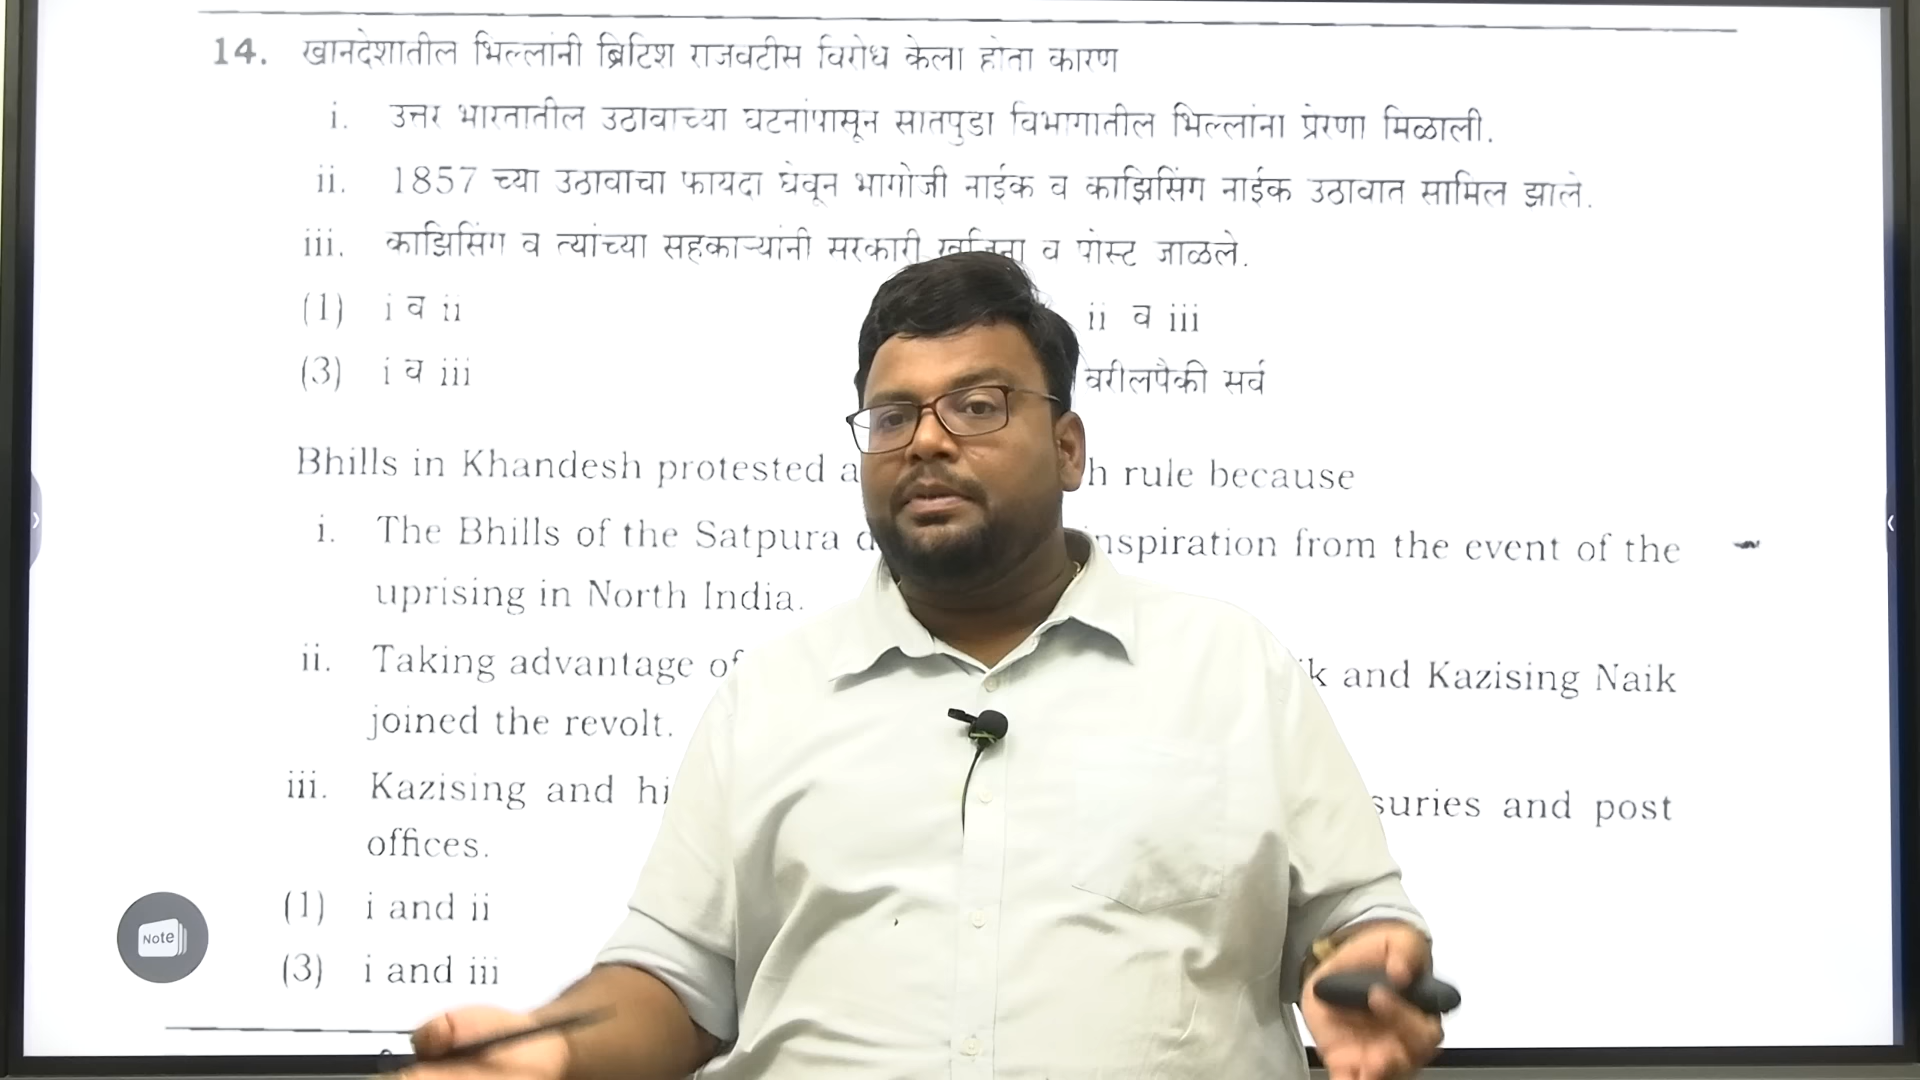 14. खानदेशातील भिल्लांनी ब्रिटिश राजवटीस विरोध केला होता कारण
i. उत्तर भारतातील उठावाच्या घटनांपासून सातपुडा विभागातील भिल्लांना प्रेरणा मिळाली.
ii. 1857 च्या उठावाचा फायदा घेवून भागोजी नाईक व काझिसिंग नाईक उठावात सामिल झाले.
iii. काझिसिंग व त्यांच्या सहकाऱ्यांनी सरकारी खजिना व पोस्ट जाळले.
(1) i व ii ii व iii
(3) i व iii वरीलपैकी सर्व
Bhills in Khandesh protested a h rule because
i. The Bhills of the Satpura d nspiration from the event of the
uprising in North India.
ii. Taking advantage of ik and Kazising Naik
joined the revolt.
iii. Kazising and hi suries and post
offices.
(1) i and ii
(3) i and iii
Note